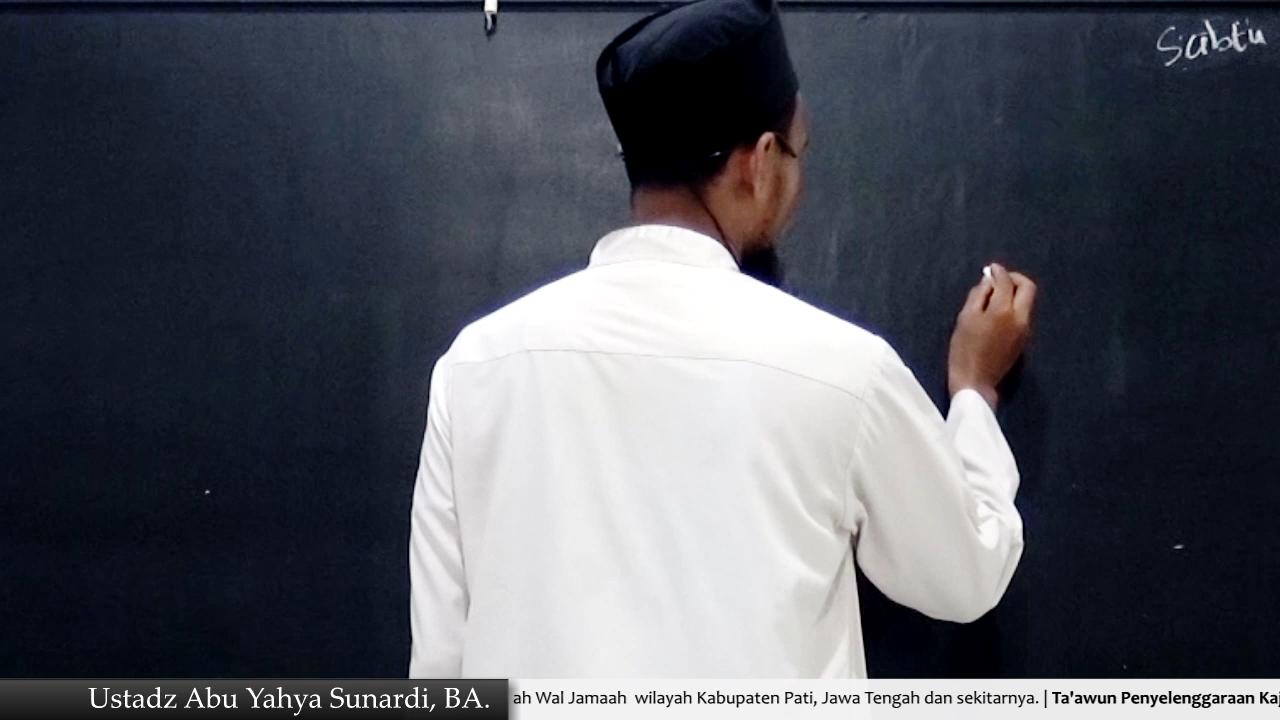 Sabtu
Ustadz Abu Yahya Sunardi, BA.
ah Wal Jamaah wilayah Kabupaten Pati, Jawa Tengah dan sekitarnya. | Ta'awun Penyelenggaraan Kaj